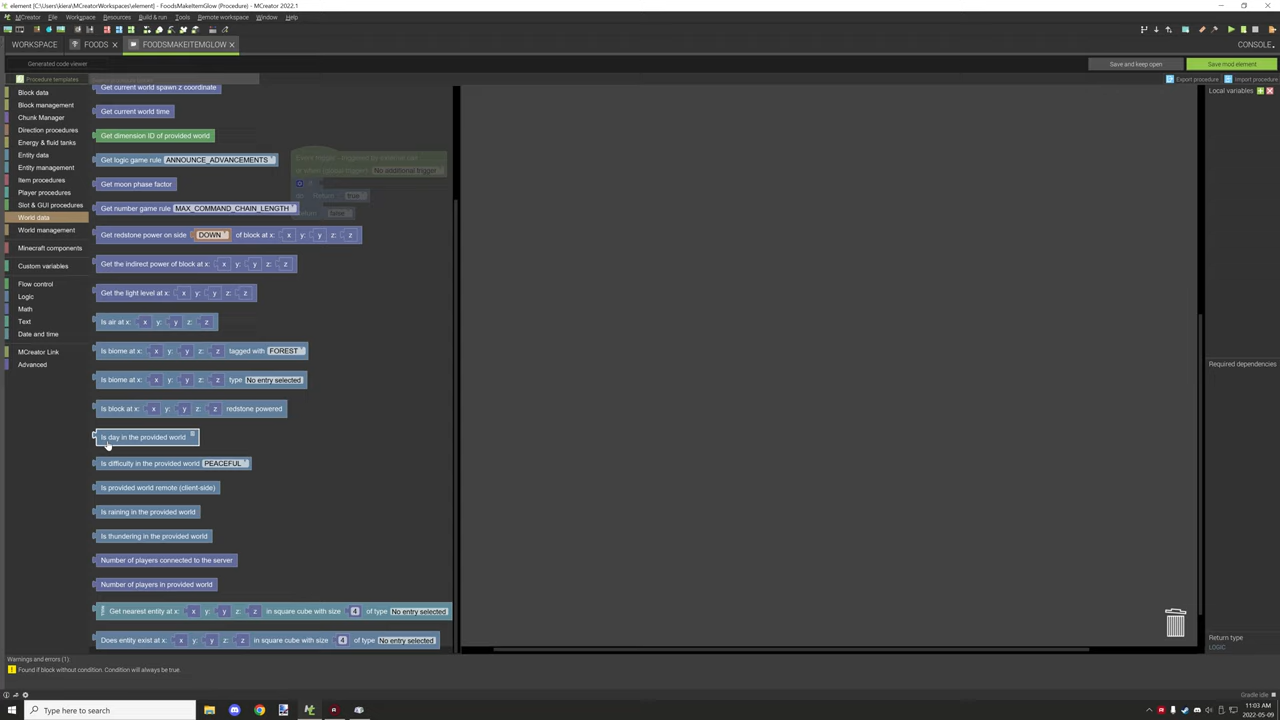 element [C:\Users\kiera\MCreatorWorkspaces\element] - FoodsMakeItemGlow (Procedure) - MCreator 2022.1
MCreator File Workspace Resources Build & run Tools Remote workspace Window Help
WORKSPACE FOODS × FOODSMAKEITEMGLOW × CONSOLE
Generated code viewer Save and keep open Save mod element
Procedure templates Export procedure Import procedure
Block data
Block management
Chunk Manager
Direction procedures
Energy & fluid tanks
Entity data
Entity management
Item procedures
Player procedures
Slot & GUI procedures
World data
World management
Minecraft components
Custom variables
Flow control
Logic
Math
Text
Date and time
MCreator Link
Advanced
Get current world spawn z coordinate
Get current world time
Get dimension ID of provided world
Get logic game rule ANNOUNCE_ADVANCEMENTS
Get moon phase factor
Get number game rule MAX_COMMAND_CHAIN_LENGTH
Get redstone power on side DOWN of block at x: x y: y z: z
Get the indirect power of block at x: x y: y z: z
Get the light level at x: x y: y z: z
Is air at x: x y: y z: z
Is biome at x: x y: y z: z tagged with FOREST
Is biome at x: x y: y z: z type No entry selected
Is block at x: x y: y z: z redstone powered
Is day in the provided world
Is difficulty in the provided world PEACEFUL
Is provided world remote (client-side)
Is raining in the provided world
Is thundering in the provided world
Number of players connected to the server
Number of players in provided world
Get nearest entity at x: x y: y z: z in square cube with size 4 of type No entry selected
Does entity exist at x: x y: y z: z in square cube with size 4 of type No entry selected
No additional trigger
if
do Return true
return false
Local variables
Required dependencies
Return type
LOGIC
Warnings and errors (1):
Found if block without condition. Condition will always be true.
Gradle idle
Type here to search
11:03 AM
2022-05-09